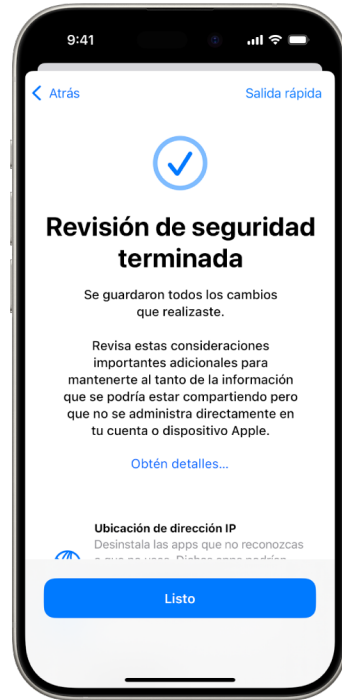 9:41
Atrás
Salida rápida
Revisión de seguridad
terminada
Se guardaron todos los cambios
que realizaste.
Revisa estas consideraciones
importantes adicionales para
mantenerte al tanto de la información
que se podría estar compartiendo pero
que no se administra directamente en
tu cuenta o dispositivo Apple.
Obtén detalles...
Ubicación de dirección IP
Desinstala las apps que no reconozcas
Listo